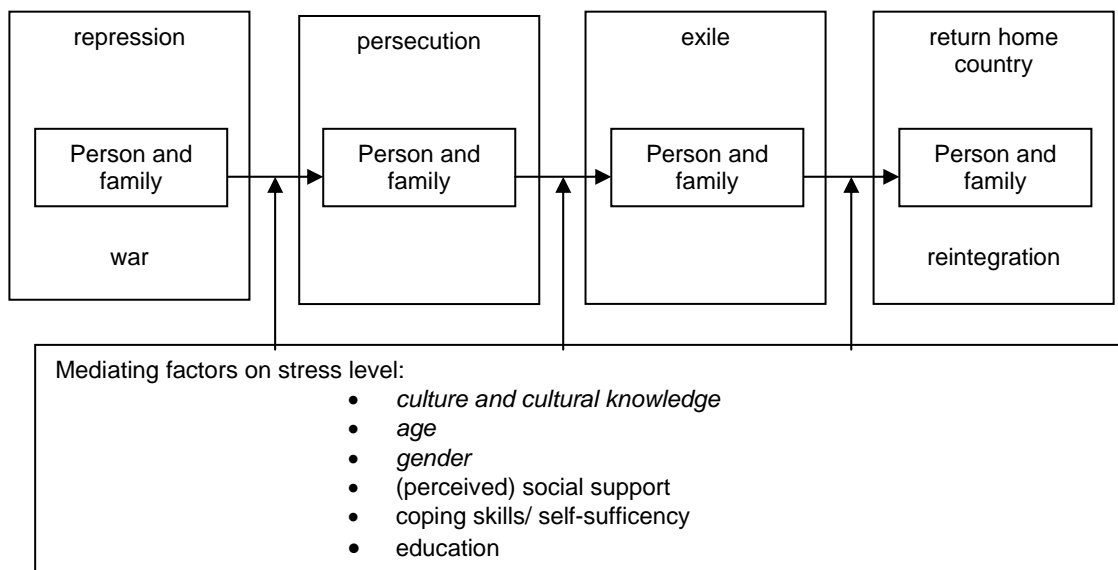 repression
persecution
exile
return home
country
Person and
family
Person and
family
Person and
family
Person and
family
war
reintegration
Mediating factors on stress level:
• culture and cultural knowledge
• age
• gender
• (perceived) social support
• coping skills/ self-sufficency
• education